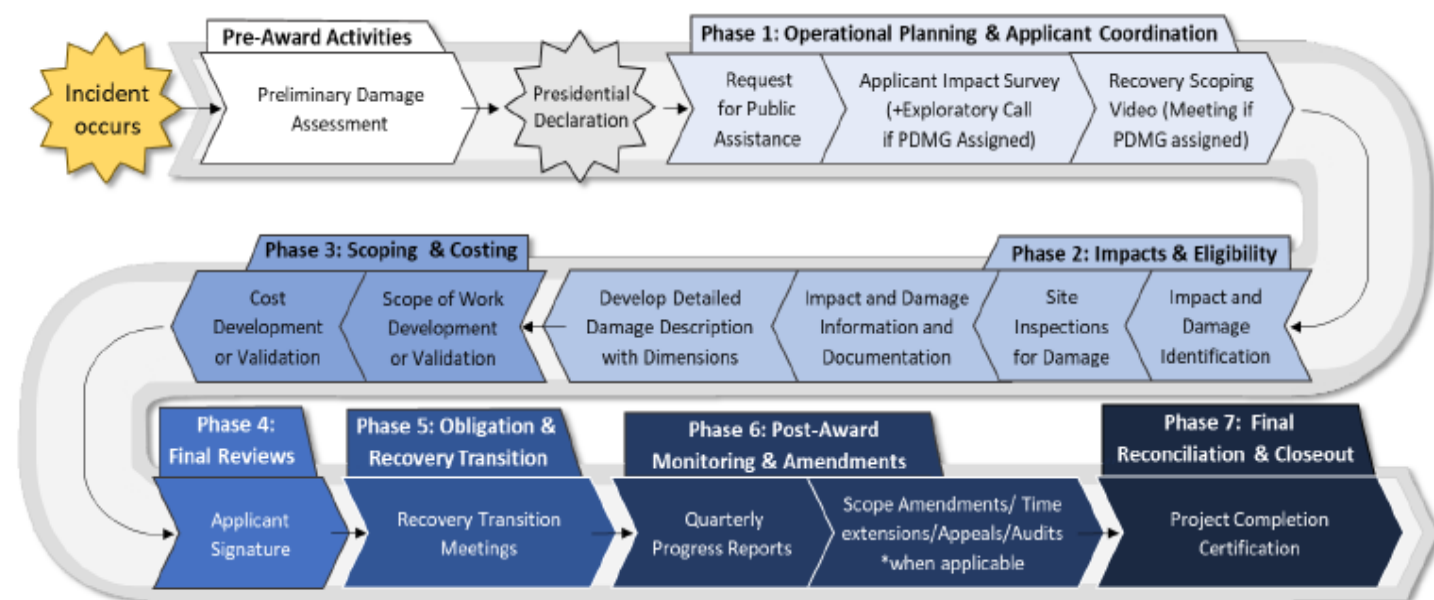 Incident
occurs
Pre-Award Activities
Preliminary Damage
Assessment
Presidential
Declaration
Phase 1: Operational Planning & Applicant Coordination
Request
for Public
Assistance
Applicant Impact Survey
(+Exploratory Call
if PDMG Assigned)
Recovery Scoping
Video (Meeting if
PDMG assigned)
Phase 2: Impacts & Eligibility
Impact and
Damage
Identification
Site
Inspections
for Damage
Impact and Damage
Information and
Documentation
Develop Detailed
Damage Description
with Dimensions
Phase 3: Scoping & Costing
Scope of Work
Development
or Validation
Cost
Development
or Validation
Phase 4:
Final Reviews
Applicant
Signature
Phase 5: Obligation &
Recovery Transition
Recovery Transition
Meetings
Phase 6: Post-Award
Monitoring & Amendments
Quarterly
Progress Reports
Scope Amendments/ Time
extensions/Appeals/Audits
*when applicable
Phase 7: Final
Reconciliation & Closeout
Project Completion
Certification